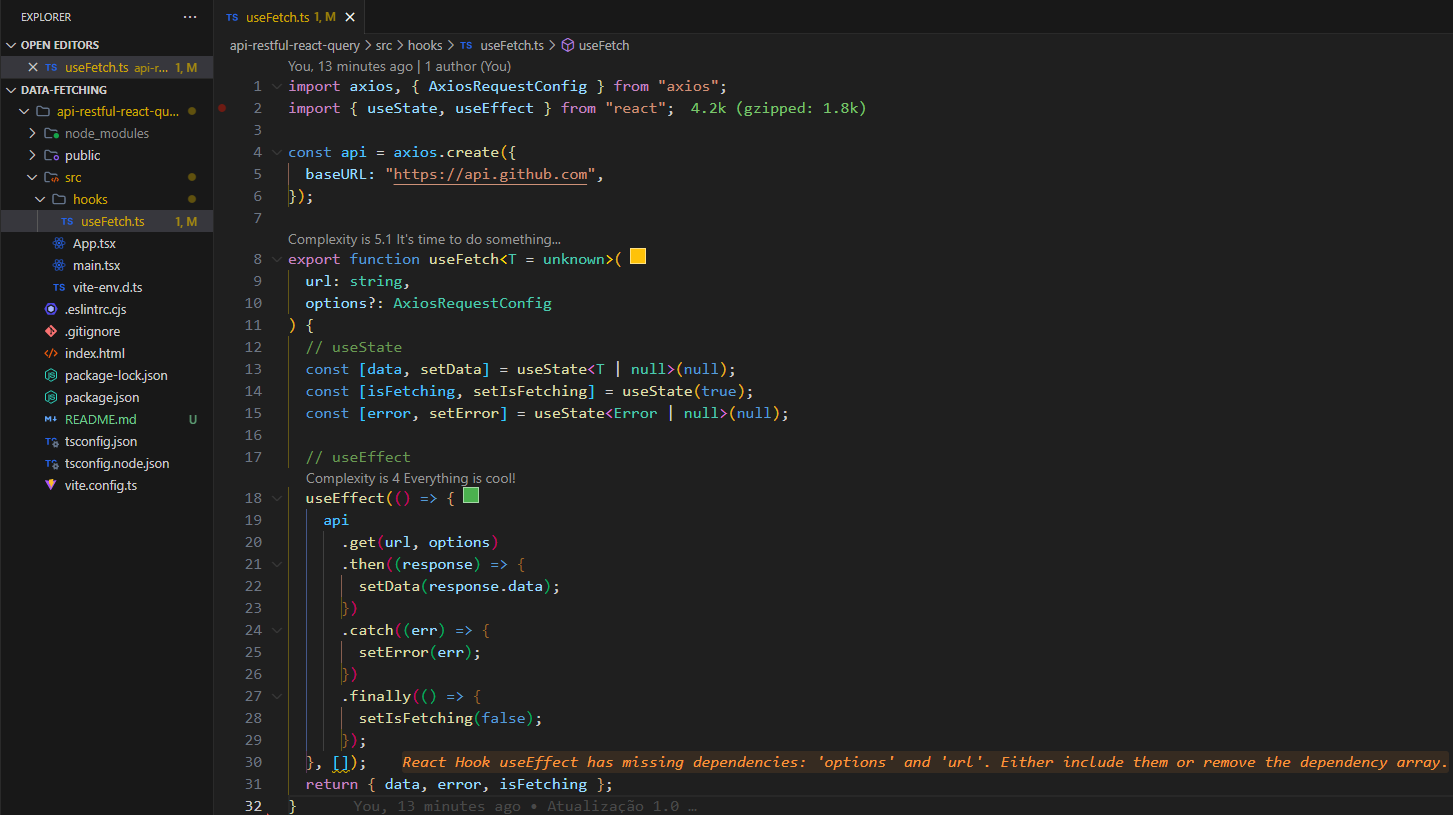 EXPLORER ···
OPEN EDITORS
TS useFetch.ts api-r... 1, M
DATA-FETCHING
api-restful-react-qu...
node_modules
public
src
hooks
TS useFetch.ts 1, M
App.tsx
main.tsx
TS vite-env.d.ts
.eslintrc.cjs
.gitignore
index.html
package-lock.json
package.json
README.md U
tsconfig.json
tsconfig.node.json
vite.config.ts
TS useFetch.ts 1, M
api-restful-react-query > src > hooks > TS useFetch.ts > useFetch
You, 13 minutes ago | 1 author (You)
1 import axios, { AxiosRequestConfig } from "axios";
2 import { useState, useEffect } from "react"; 4.2k (gzipped: 1.8k)
3
4 const api = axios.create({
5 baseURL: "https://api.github.com",
6 });
7
Complexity is 5.1 It's time to do something...
8 export function useFetch<T = unknown>(
9 url: string,
10 options?: AxiosRequestConfig
11 ) {
12 // useState
13 const [data, setData] = useState<T | null>(null);
14 const [isFetching, setIsFetching] = useState(true);
15 const [error, setError] = useState<Error | null>(null);
16
17 // useEffect
Complexity is 4 Everything is cool!
18 useEffect(() => {
19 api
20 .get(url, options)
21 .then((response) => {
22 setData(response.data);
23 })
24 .catch((err) => {
25 setError(err);
26 })
27 .finally(() => {
28 setIsFetching(false);
29 });
30 }, []); React Hook useEffect has missing dependencies: 'options' and 'url'. Either include them or remove the dependency array.
31 return { data, error, isFetching };
32 } You, 13 minutes ago • Atualização 1.0 …